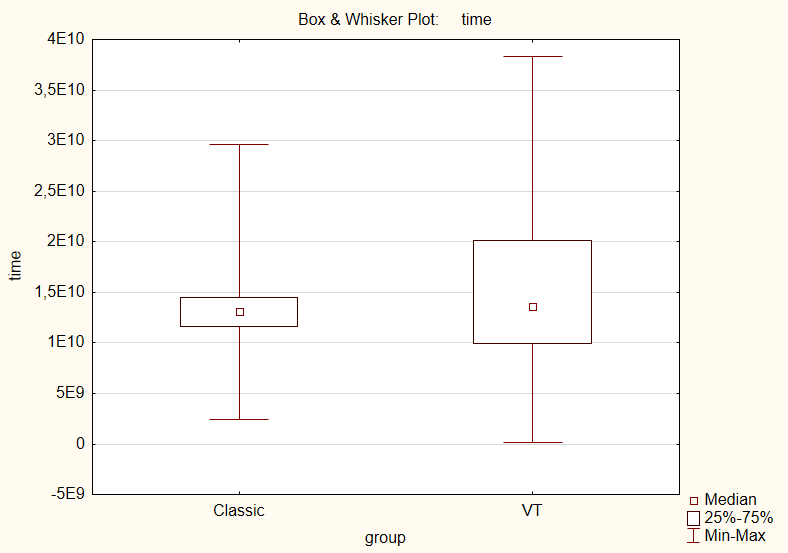 Box & Whisker Plot: time
4E10
3,5E10
3E10
2,5E10
2E10
1,5E10
1E10
5E9
0
-5E9
time
Classic
VT
group
Median
25%-75%
Min-Max